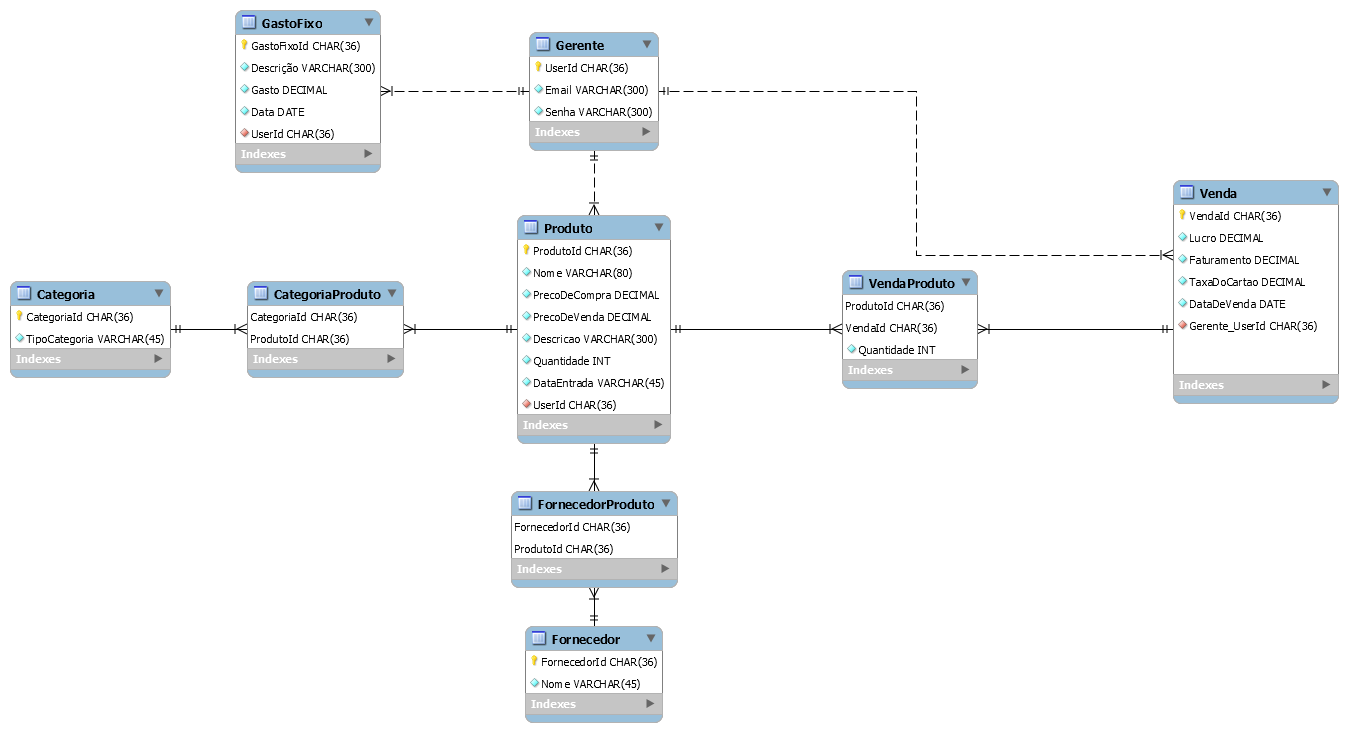 GastoFixo
GastoFixoId CHAR(36)
Descrição VARCHAR(300)
Gasto DECIMAL
Data DATE
UserId CHAR(36)
Indexes
Gerente
UserId CHAR(36)
Email VARCHAR(300)
Senha VARCHAR(300)
Indexes
Venda
VendaId CHAR(36)
Lucro DECIMAL
Faturamento DECIMAL
TaxaDoCartao DECIMAL
DataDeVenda DATE
Gerente_UserId CHAR(36)
Indexes
Produto
ProdutoId CHAR(36)
Nome VARCHAR(80)
PrecoDeCompra DECIMAL
PrecoDeVenda DECIMAL
Descricao VARCHAR(300)
Quantidade INT
DataEntrada VARCHAR(45)
UserId CHAR(36)
Indexes
VendaProduto
ProdutoId CHAR(36)
VendaId CHAR(36)
Quantidade INT
Indexes
Categoria
CategoriaId CHAR(36)
TipoCategoria VARCHAR(45)
Indexes
CategoriaProduto
CategoriaId CHAR(36)
ProdutoId CHAR(36)
Indexes
FornecedorProduto
FornecedorId CHAR(36)
ProdutoId CHAR(36)
Indexes
Fornecedor
FornecedorId CHAR(36)
Nome VARCHAR(45)
Indexes